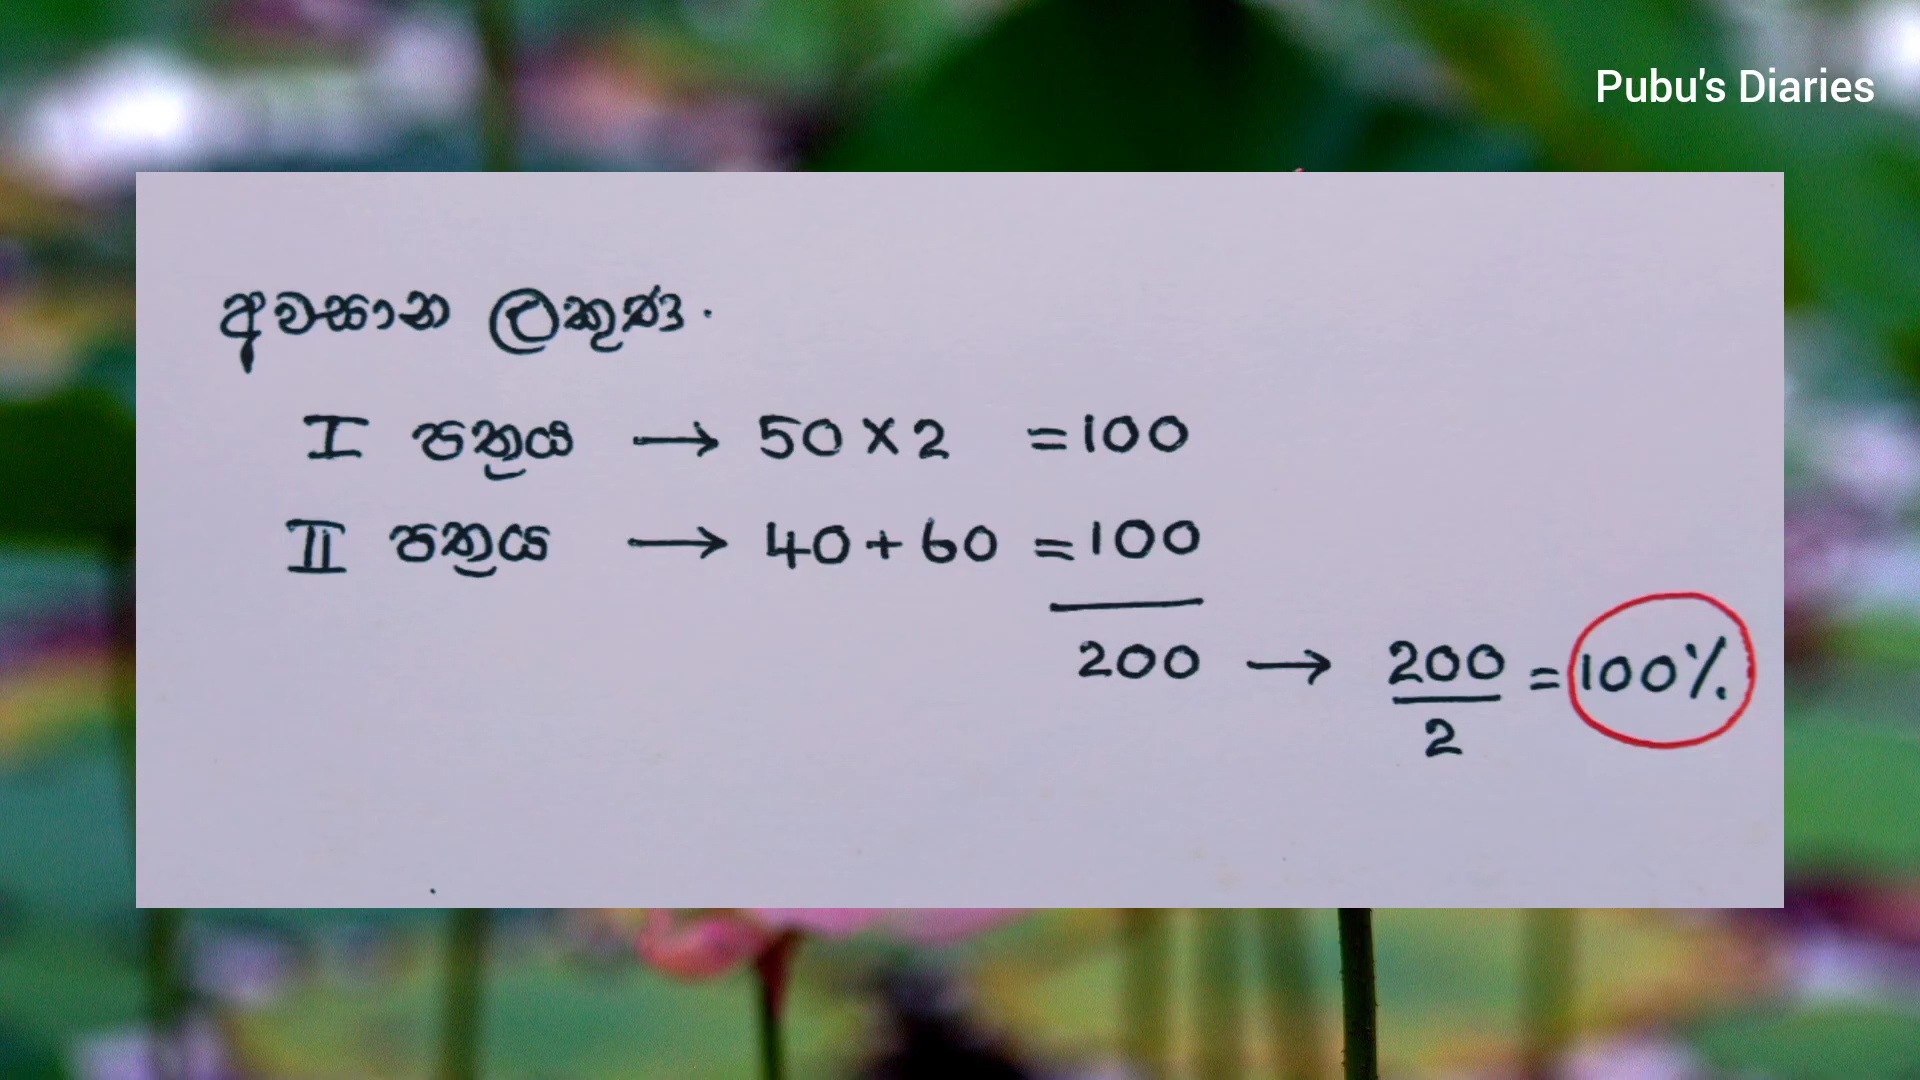 Pubu's Diaries
අවසාන ලකුණ.
I පත්‍රය → 50 × 2 = 100
II පත්‍රය → 40 + 60 = 100
200 → 200/2 = 100%